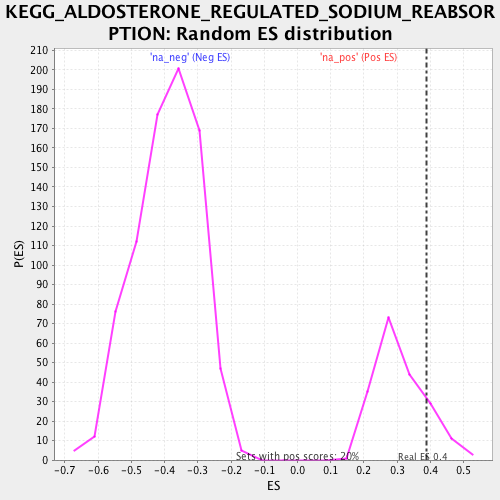 KEGG_ALDOSTERONE_REGULATED_SODIUM_REABSOR
PTION: Random ES distribution
'na_neg' (Neg ES)
'na_pos' (Pos ES)
P(ES)
210
200
190
180
170
160
150
140
130
120
110
100
90
80
70
60
50
40
30
20
10
0
Sets with pos scores: 20%
Real ES 0.4
-0.7 -0.6 -0.5 -0.4 -0.3 -0.2 -0.1 0.0 0.1 0.2 0.3 0.4 0.5
ES